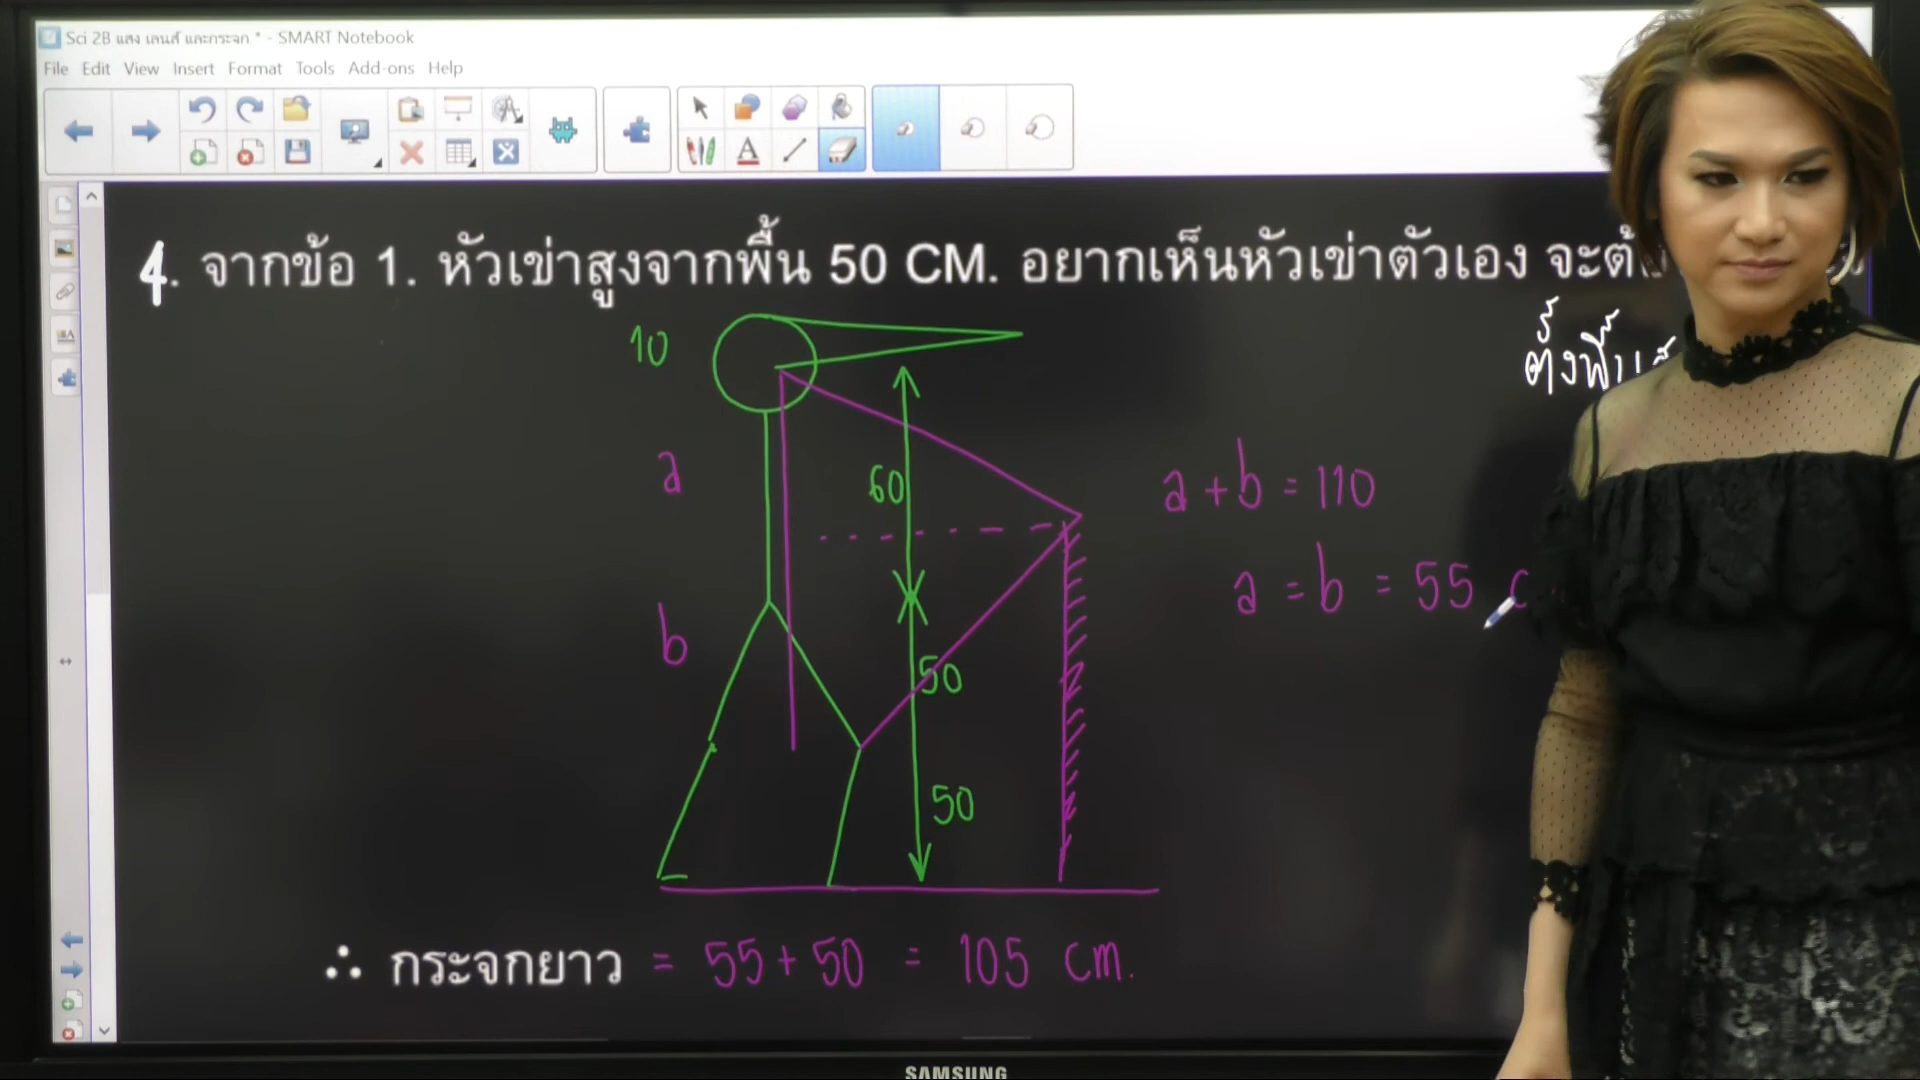 Sci 2B แสง เลนส์ และกระจก * - SMART Notebook
File Edit View Insert Format Tools Add-ons Help
4. จากข้อ 1. หัวเข่าสูงจากพื้น 50 CM. อยากเห็นหัวเข่าตัวเอง
10
ตั้งพื้น
a
60
a + b = 110
a = b = 55
b
50
50
∴ กระจกยาว = 55 + 50 = 105 cm.
SAMSUNG